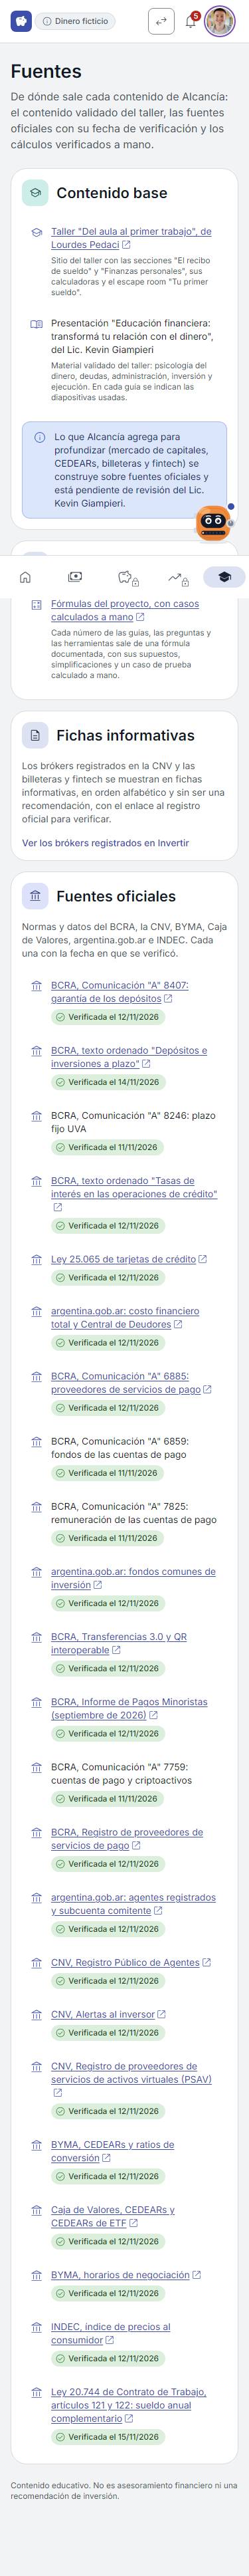 Dinero ficticio
5
Fuentes
De dónde sale cada contenido de Alcancía:
el contenido validado del taller, las fuentes
oficiales con su fecha de verificación y los
cálculos verificados a mano.
Contenido base
Taller "Del aula al primer trabajo", de
Lourdes Pedaci
Sitio del taller con las secciones "El recibo
de sueldo" y "Finanzas personales", sus
calculadoras y el escape room "Tu primer
sueldo".
Presentación "Educación financiera:
transformá tu relación con el dinero",
del Lic. Kevin Giampieri
Material validado del taller: psicología del
dinero, deudas, administración, inversión y
ejecución. En cada guía se indican las
diapositivas usadas.
Lo que Alcancía agrega para
profundizar (mercado de capitales,
CEDEARs, billeteras y fintech) se
construye sobre fuentes oficiales y
está pendiente de revisión del Lic.
Kevin Giampieri.
Fórmulas del proyecto, con casos
calculados a mano
Cada número de las guías, las preguntas y
las herramientas sale de una fórmula
documentada, con sus supuestos,
simplificaciones y un caso de prueba
calculado a mano.
Fichas informativas
Los brókers registrados en la CNV y las
billeteras y fintech se muestran en fichas
informativas, en orden alfabético y sin ser una
recomendación, con el enlace al registro
oficial para verificar.
Ver los brókers registrados en Invertir
Fuentes oficiales
Normas y datos del BCRA, la CNV, BYMA, Caja
de Valores, argentina.gob.ar e INDEC. Cada
una con la fecha en que se verificó.
BCRA, Comunicación "A" 8407:
garantía de los depósitos
Verificada el 12/11/2026
BCRA, texto ordenado "Depósitos e
inversiones a plazo"
Verificada el 14/11/2026
BCRA, Comunicación "A" 8246: plazo
fijo UVA
Verificada el 11/11/2026
BCRA, texto ordenado "Tasas de
interés en las operaciones de crédito"
Verificada el 12/11/2026
Ley 25.065 de tarjetas de crédito
Verificada el 12/11/2026
argentina.gob.ar: costo financiero
total y Central de Deudores
Verificada el 12/11/2026
BCRA, Comunicación "A" 6885:
proveedores de servicios de pago
Verificada el 12/11/2026
BCRA, Comunicación "A" 6859:
fondos de las cuentas de pago
Verificada el 11/11/2026
BCRA, Comunicación "A" 7825:
remuneración de las cuentas de pago
Verificada el 11/11/2026
argentina.gob.ar: fondos comunes de
inversión
Verificada el 12/11/2026
BCRA, Transferencias 3.0 y QR
interoperable
Verificada el 12/11/2026
BCRA, Informe de Pagos Minoristas
(septiembre de 2026)
Verificada el 12/11/2026
BCRA, Comunicación "A" 7759:
cuentas de pago y criptoactivos
Verificada el 11/11/2026
BCRA, Registro de proveedores de
servicios de pago
Verificada el 12/11/2026
argentina.gob.ar: agentes registrados
y subcuenta comitente
Verificada el 12/11/2026
CNV, Registro Público de Agentes
Verificada el 12/11/2026
CNV, Alertas al inversor
Verificada el 12/11/2026
CNV, Registro de proveedores de
servicios de activos virtuales (PSAV)
Verificada el 12/11/2026
BYMA, CEDEARs y ratios de
conversión
Verificada el 12/11/2026
Caja de Valores, CEDEARs y
CEDEARs de ETF
Verificada el 12/11/2026
BYMA, horarios de negociación
Verificada el 12/11/2026
INDEC, índice de precios al
consumidor
Verificada el 12/11/2026
Ley 20.744 de Contrato de Trabajo,
artículos 121 y 122: sueldo anual
complementario
Verificada el 15/11/2026
Contenido educativo. No es asesoramiento financiero ni una
recomendación de inversión.